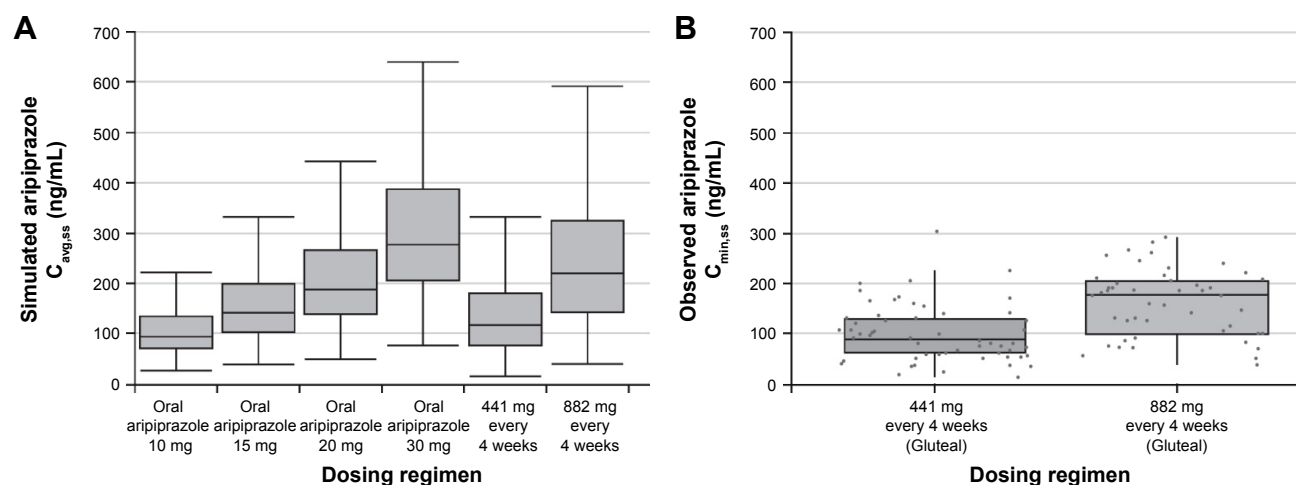 A
Simulated aripiprazole
C_avg,ss (ng/mL)
700
600
500
400
300
200
100
0
Oral
aripiprazole
10 mg
Oral
aripiprazole
15 mg
Oral
aripiprazole
20 mg
Oral
aripiprazole
30 mg
441 mg
every
4 weeks
882 mg
every
4 weeks
Dosing regimen
B
Observed aripiprazole
C_min,ss (ng/mL)
700
600
500
400
300
200
100
0
441 mg
every 4 weeks
(Gluteal)
882 mg
every 4 weeks
(Gluteal)
Dosing regimen